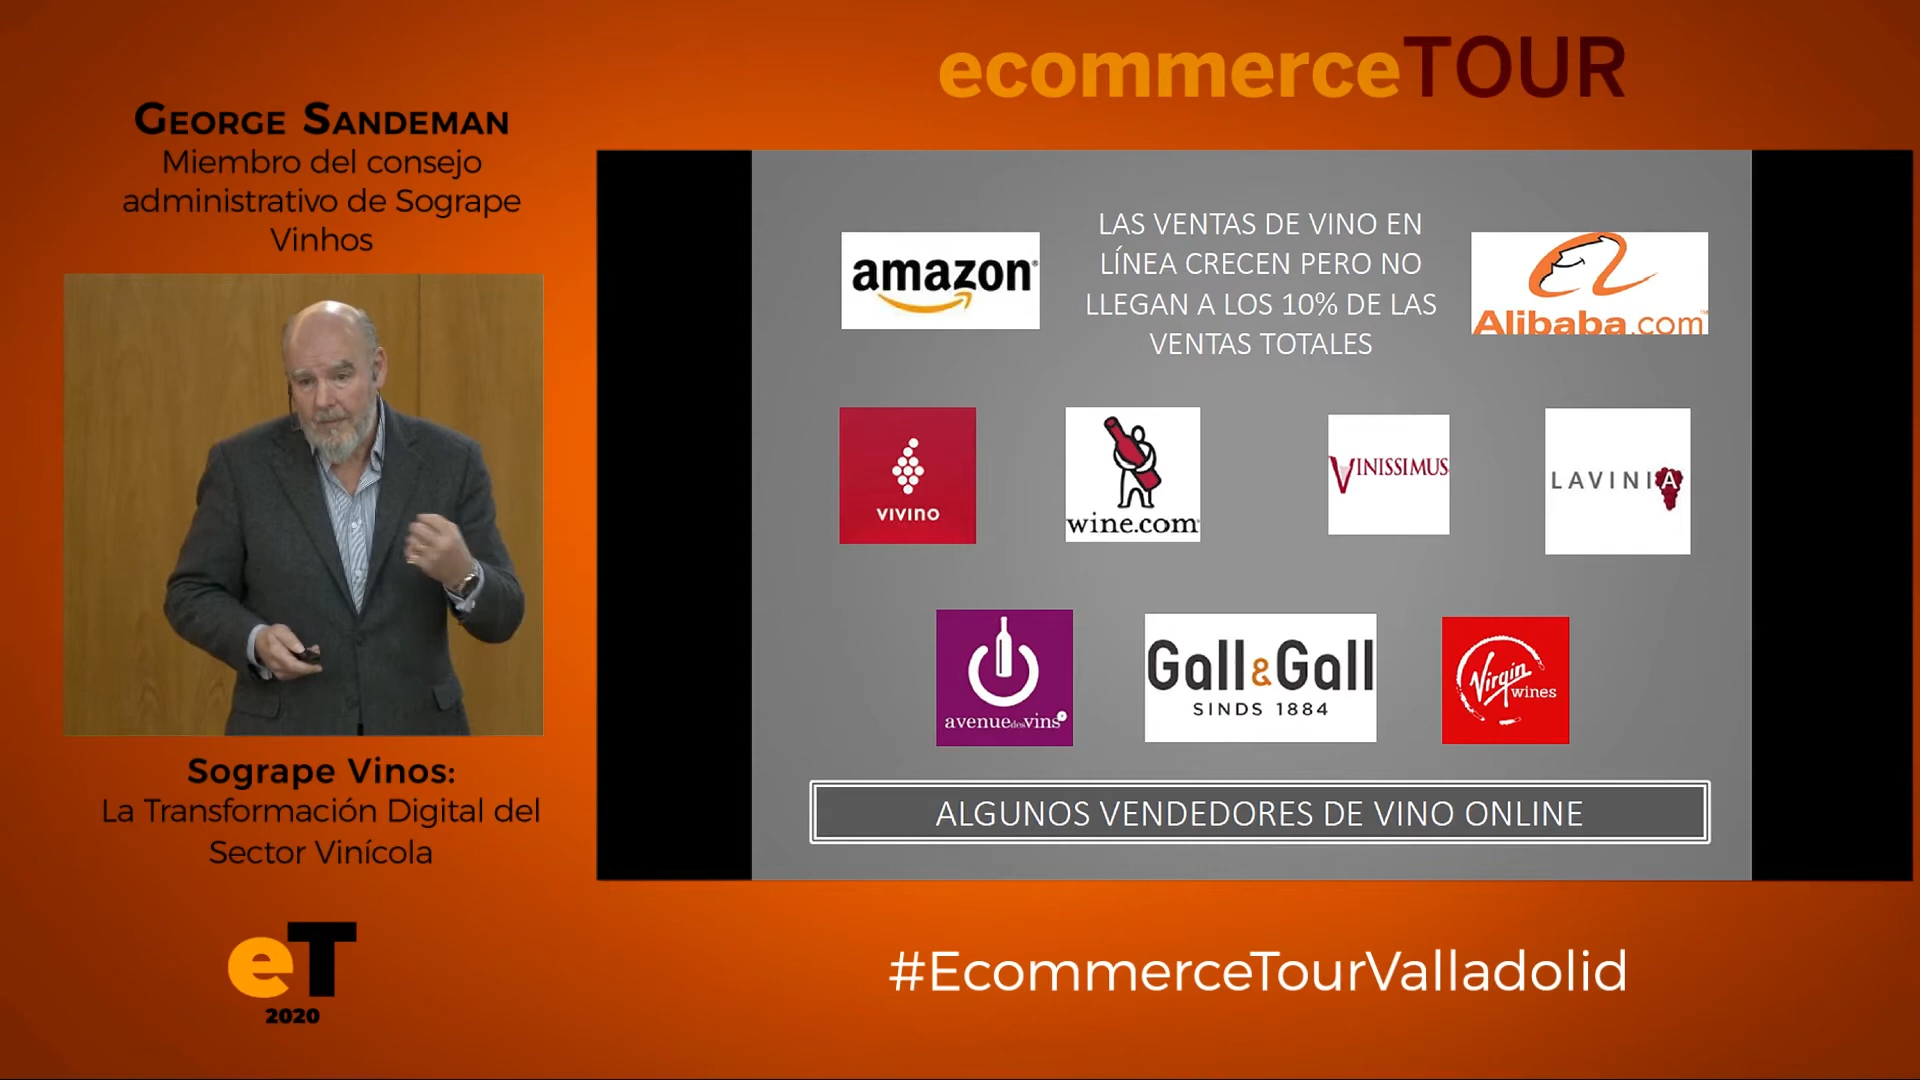 ecommerceTOUR
GEORGE SANDEMAN
Miembro del consejo
administrativo de Sogrape
Vinhos
LAS VENTAS DE VINO EN
LÍNEA CRECEN PERO NO
LLEGAN A LOS 10% DE LAS
VENTAS TOTALES
amazon®
Alibaba.com™
VIVINO
wine.com®
VINISSIMUS
LAVINIA
avenuedesvins
Gall&Gall
SINDS 1884
Virgin
wines
ALGUNOS VENDEDORES DE VINO ONLINE
Sogrape Vinos:
La Transformación Digital del
Sector Vinícola
eT
2020
#EcommerceTourValladolid